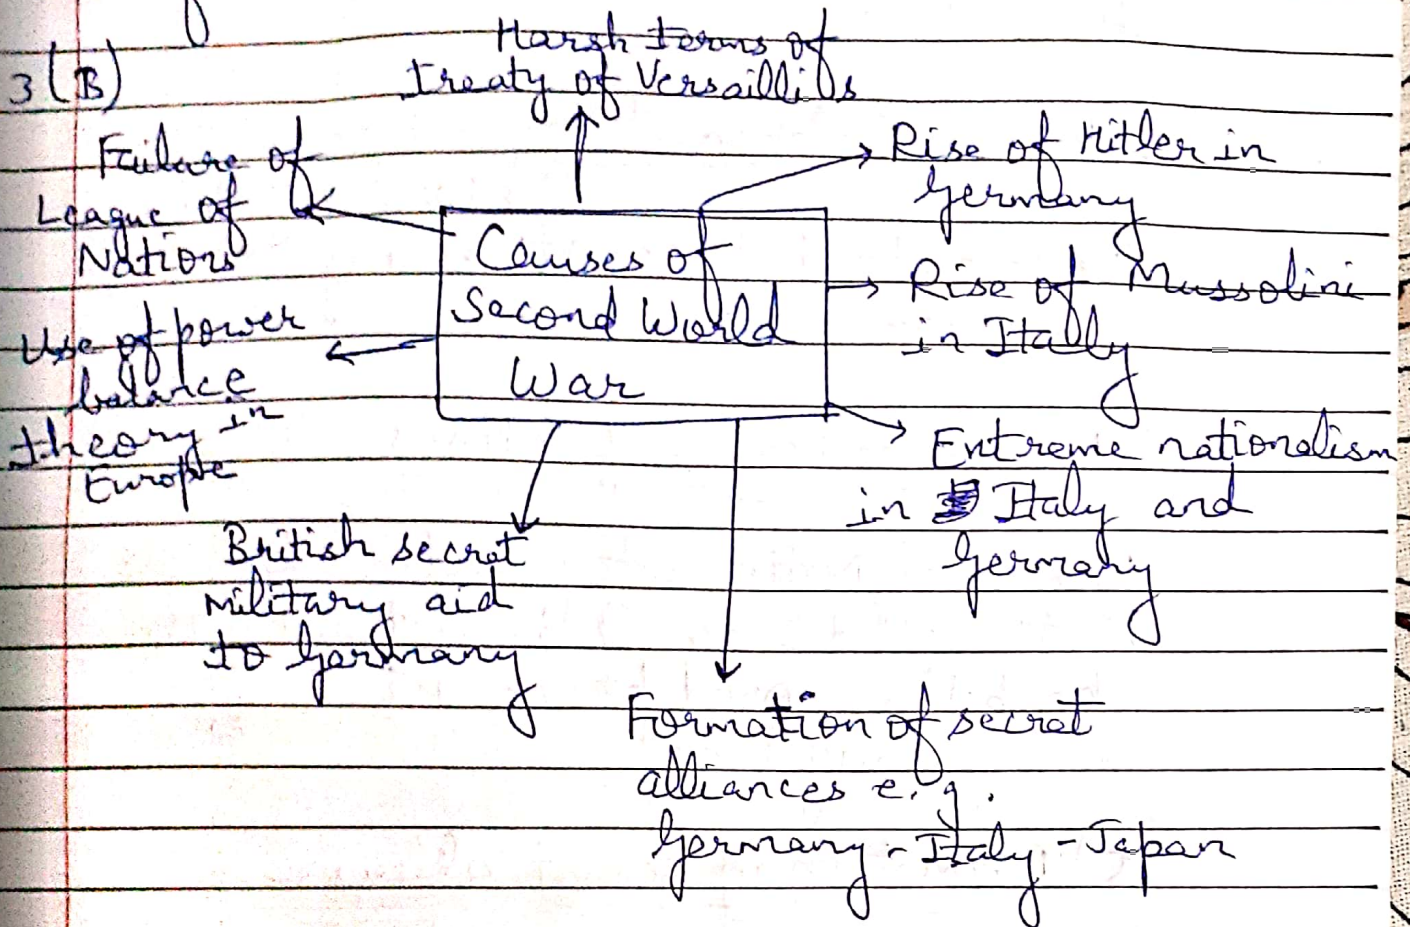 3(B)
Harsh terms of
treaty of Versaillies
Failure of
League of
Nations
Rise of Hitler in
Germany
Causes of
Second World
War
Rise of Mussolini
in Itally
Use of power
balance
theory in
Europe
Extreme nationalism
in Italy and
Germany
British secret
military aid
to Germany
Formation of secret
alliances e.g.
Germany - Italy - Japan